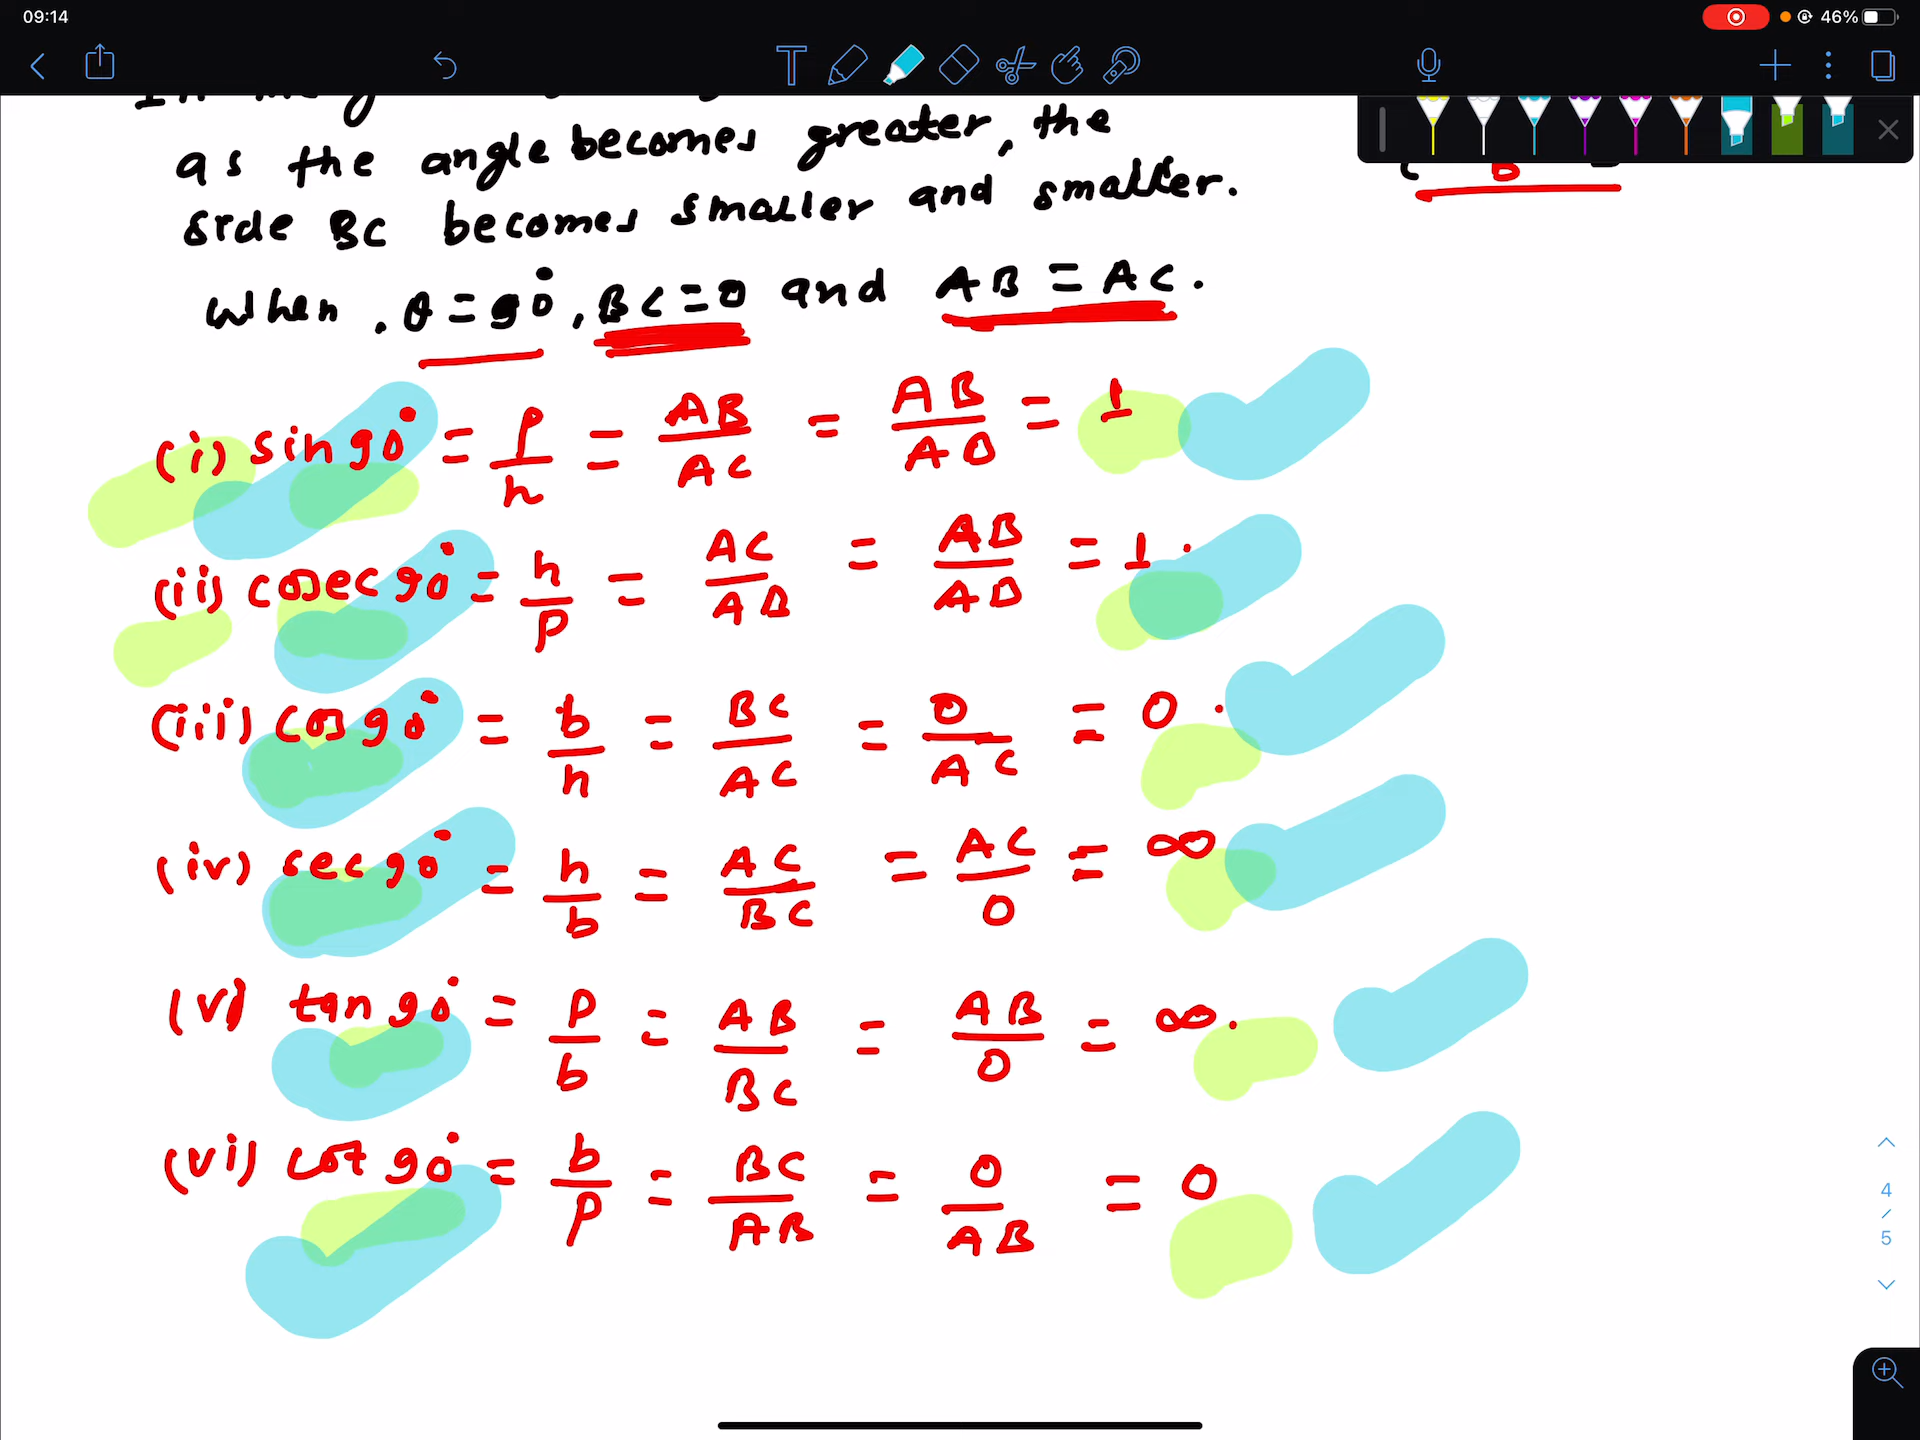 09:14
46%
as the angle becomes greater, the
side BC becomes smaller and smaller.
when, θ = 90°, BC = 0 and AB = AC.
(i) sin 90° = p/h = AB/AC = AB/AB = 1
(ii) cosec 90° = h/p = AC/AB = AB/AB = 1.
(iii) cos 90° = b/h = BC/AC = 0/AC = 0.
(iv) sec 90° = h/b = AC/BC = AC/0 = ∞
(v) tan 90° = p/b = AB/BC = AB/0 = ∞.
(vi) cot 90° = b/p = BC/AB = 0/AB = 0
4
/
5